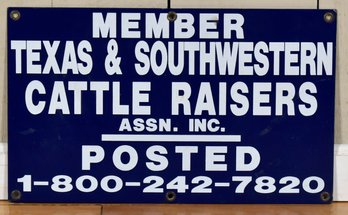 MEMBER
TEXAS & SOUTHWESTERN
CATTLE RAISERS
ASSN. INC.
POSTED
1-800-242-7820